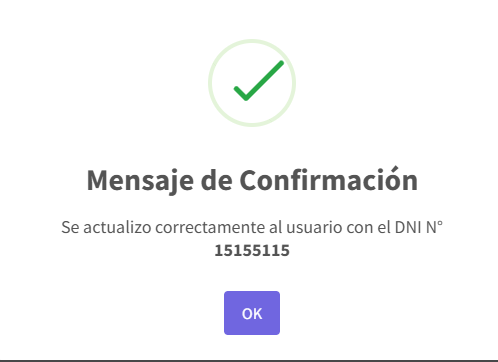 Mensaje de Confirmación
Se actualizo correctamente al usuario con el DNI N°
15155115
OK